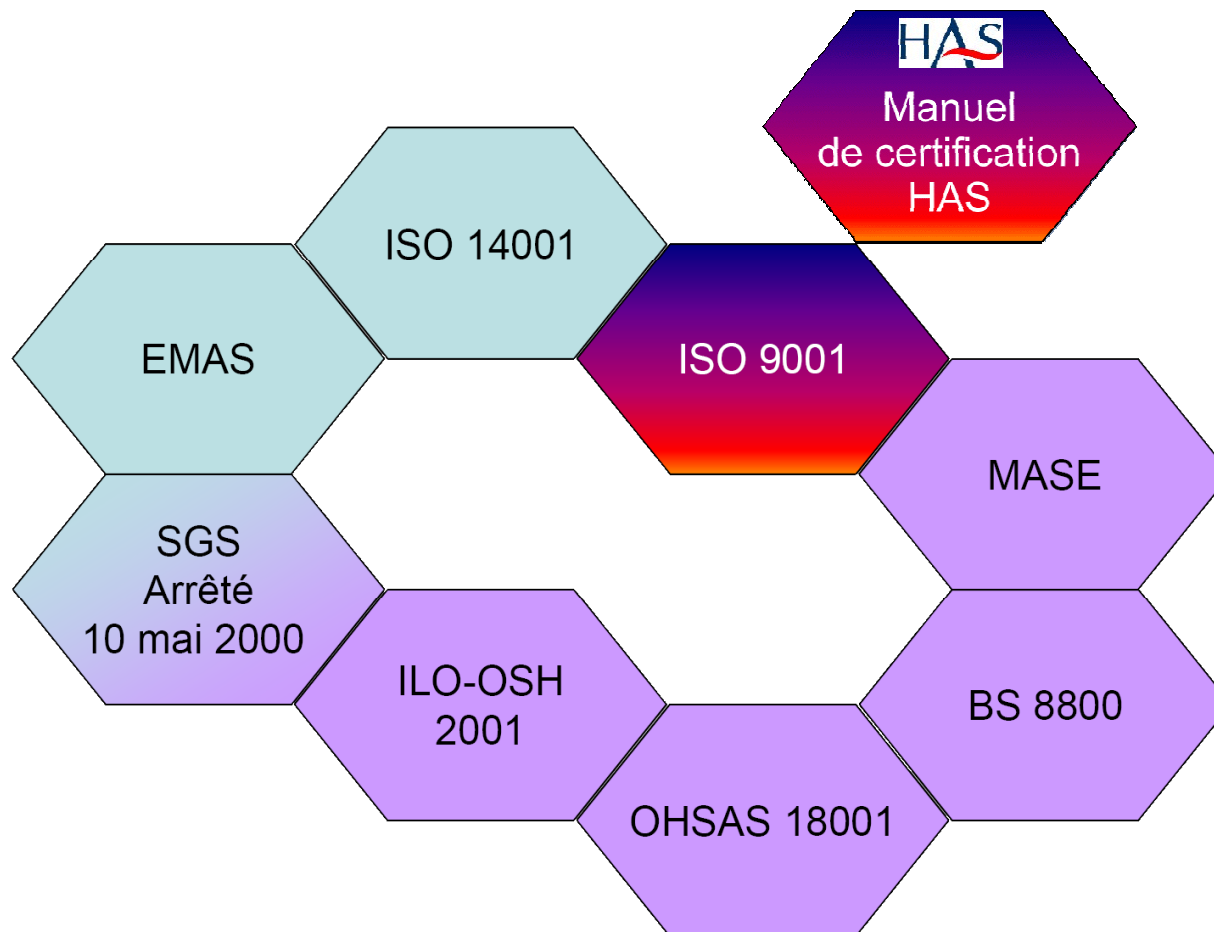 HAS
Manuel
de certification
HAS
ISO 14001
EMAS
ISO 9001
MASE
SGS
Arrêté
10 mai 2000
ILO-OSH
2001
BS 8800
OHSAS 18001